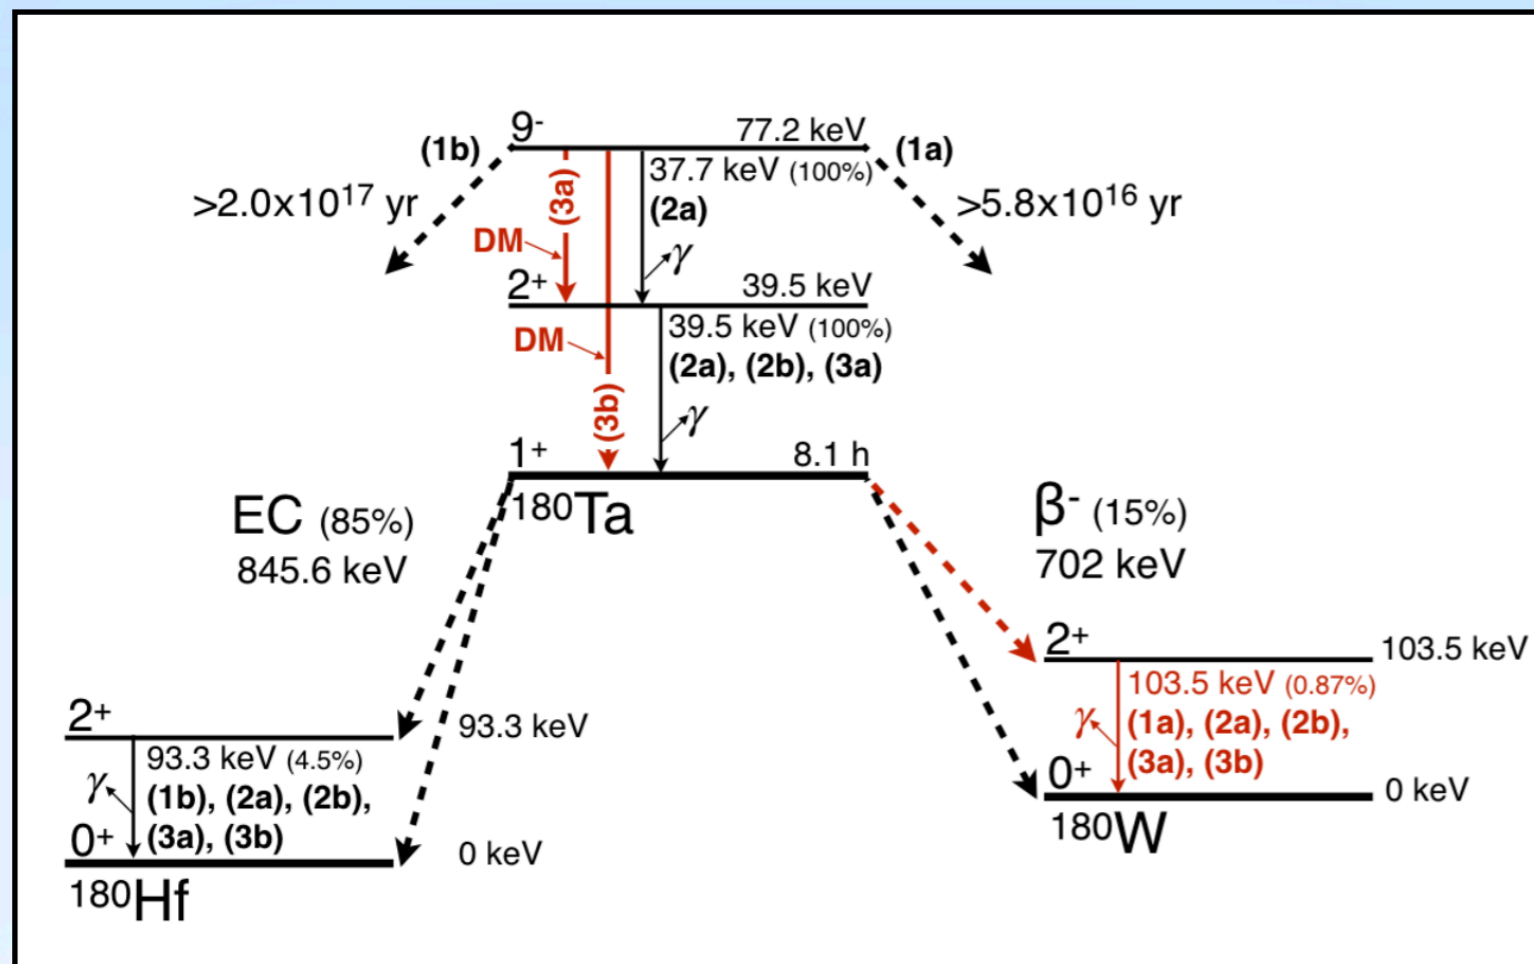 9- 77.2 keV
(1b) (1a)
37.7 keV (100%)
(2a)
>2.0x10¹⁷ yr >5.8x10¹⁶ yr
(3a)
DM
γ
2+ 39.5 keV
39.5 keV (100%)
DM
(2a), (2b), (3a)
(3b)
γ
1+ 8.1 h
¹⁸⁰Ta
EC (85%)
845.6 keV
β- (15%)
702 keV
2+ 103.5 keV
103.5 keV (0.87%)
γ (1a), (2a), (2b),
(3a), (3b)
0+ 0 keV
¹⁸⁰W
2+ 93.3 keV
93.3 keV (4.5%)
γ (1b), (2a), (2b),
0+ (3a), (3b)
0 keV
¹⁸⁰Hf